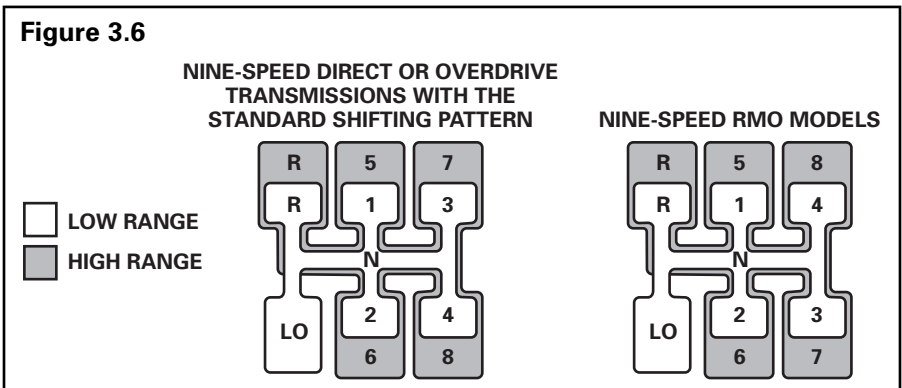 Figure 3.6
NINE-SPEED DIRECT OR OVERDRIVE
TRANSMISSIONS WITH THE
STANDARD SHIFTING PATTERN
NINE-SPEED RMO MODELS
LOW RANGE
HIGH RANGE
R 5 7
R 1 3
N
LO 2 4
6 8
R 5 8
R 1 4
N
LO 2 3
6 7